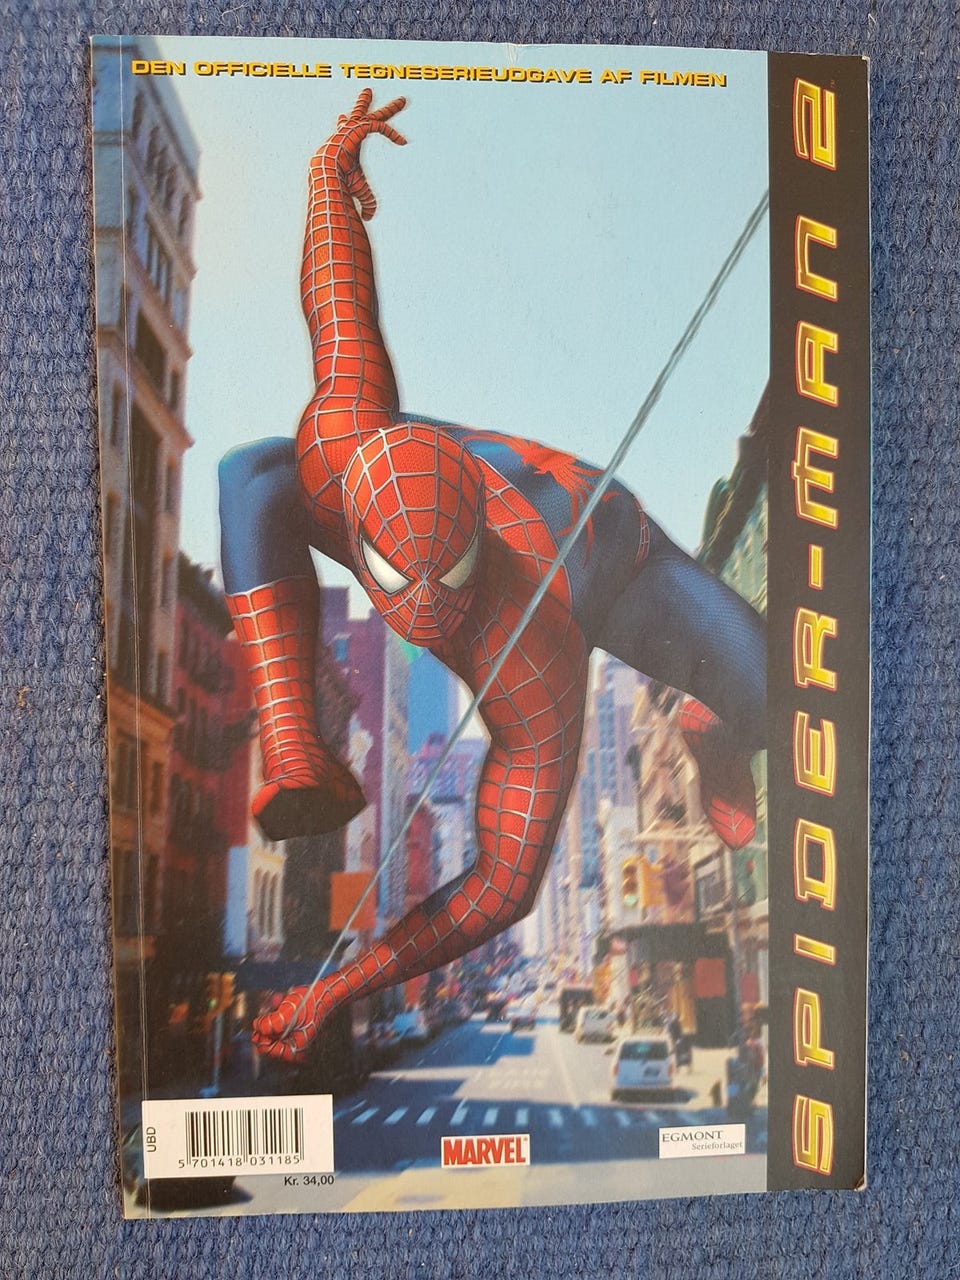 DEN OFFICIELLE TEGNESERIEUDGAVE AF FILMEN
SPIDER-MAN 2
UBD
5 701418 031185
Kr. 34,00
MARVEL
EGMONT
Serieforlaget